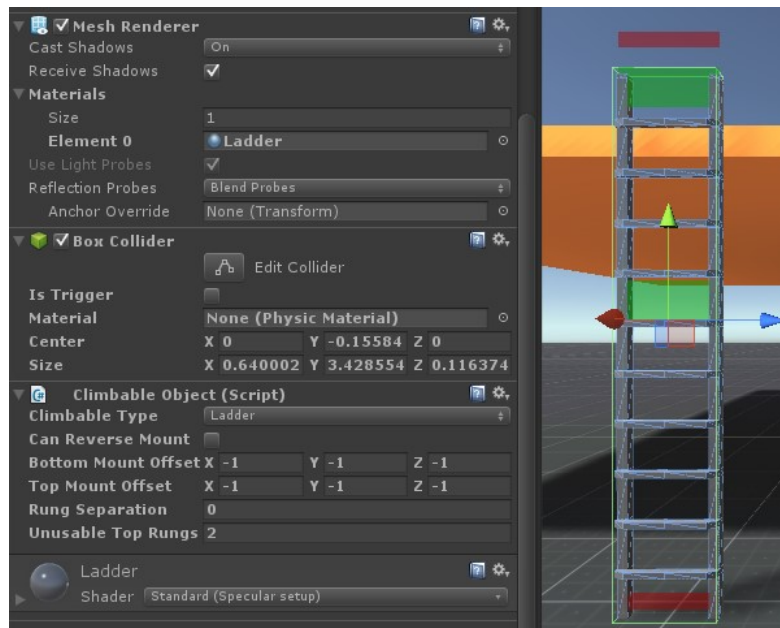 Mesh Renderer
Cast Shadows On
Receive Shadows
Materials
Size 1
Element 0 Ladder
Use Light Probes
Reflection Probes Blend Probes
Anchor Override None (Transform)
Box Collider
Edit Collider
Is Trigger
Material None (Physic Material)
Center X 0 Y -0.15584 Z 0
Size X 0.640002 Y 3.428554 Z 0.116374
Climbable Object (Script)
Climbable Type Ladder
Can Reverse Mount
Bottom Mount Offset X -1 Y -1 Z -1
Top Mount Offset X -1 Y -1 Z -1
Rung Separation 0
Unusable Top Rungs 2
Ladder
Shader Standard (Specular setup)